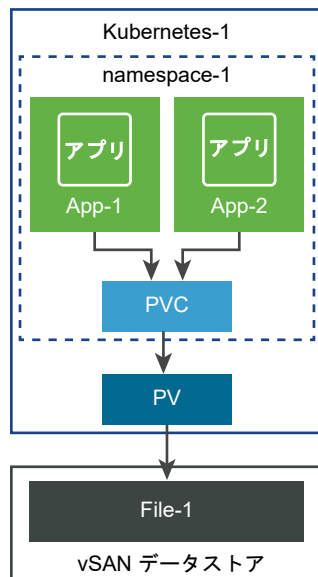 Kubernetes-1
namespace-1
アプリ
アプリ
App-1
App-2
PVC
PV
File-1
vSAN データストア